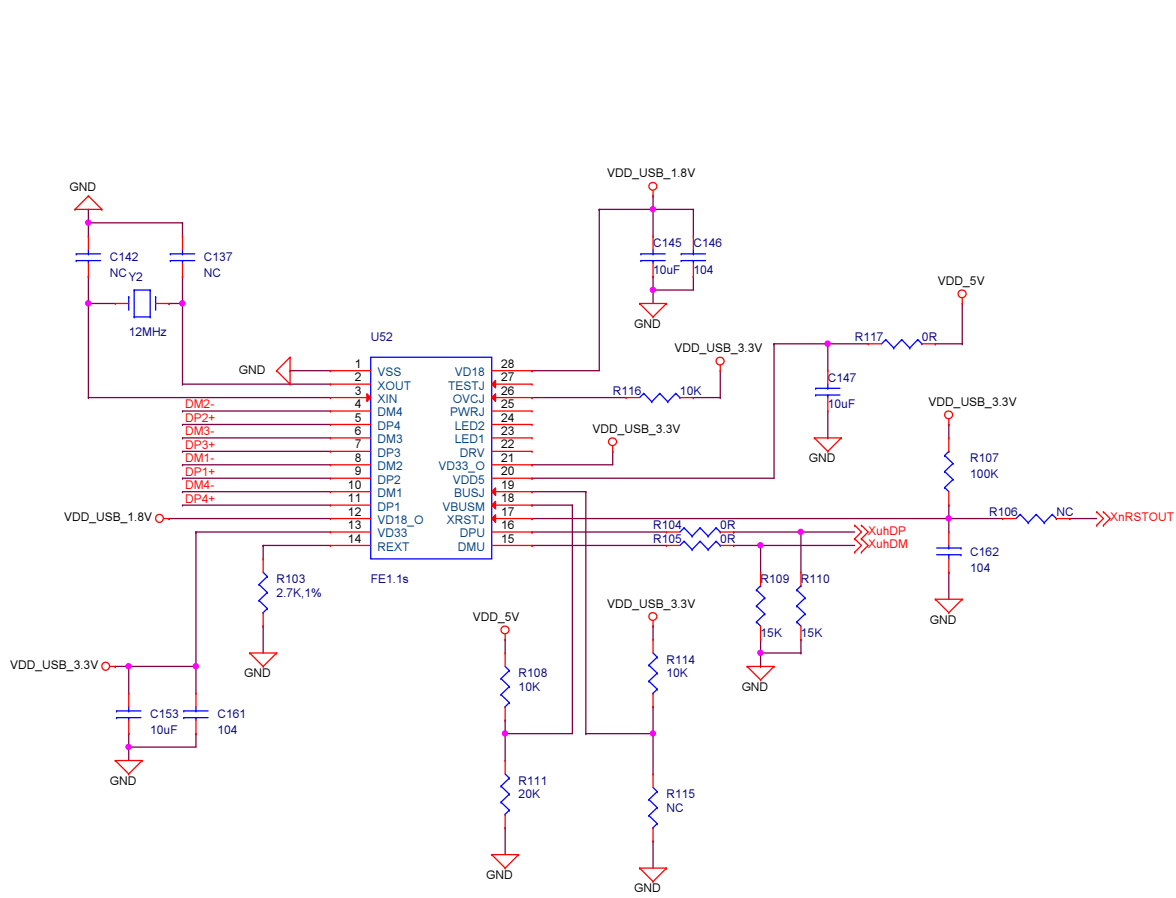 VDD_USB_1.8V
GND
C142
NC
C137
NC
Y2
12MHz
C145
10uF
C146
104
GND
VDD_5V
R117
0R
C147
10uF
GND
U52
GND
VDD_USB_3.3V
R116
10K
VDD_USB_3.3V
VDD_USB_3.3V
R107
100K
R106
NC
XnRSTOUT
C162
104
GND
DM2-
DP2+
DM3-
DP3+
DM1-
DP1+
DM4-
DP4+
VDD_USB_1.8V
1
2
3
4
5
6
7
8
9
10
11
12
13
14
VSS
XOUT
XIN
DM4
DP4
DM3
DP3
DM2
DP2
DM1
DP1
VD18_O
VD33
REXT
VD18
TESTJ
OVCJ
PWRJ
LED2
LED1
DRV
VD33_O
VDD5
BUSJ
VBUSM
XRSTJ
DPU
DMU
28
27
26
25
24
23
22
21
20
19
18
17
16
15
FE1.1s
R104
0R
R105
0R
XuhDP
XuhDM
R109
15K
R110
15K
GND
R103
2.7K,1%
GND
VDD_USB_3.3V
C153
10uF
C161
104
GND
VDD_5V
R108
10K
R111
20K
GND
VDD_USB_3.3V
R114
10K
R115
NC
GND